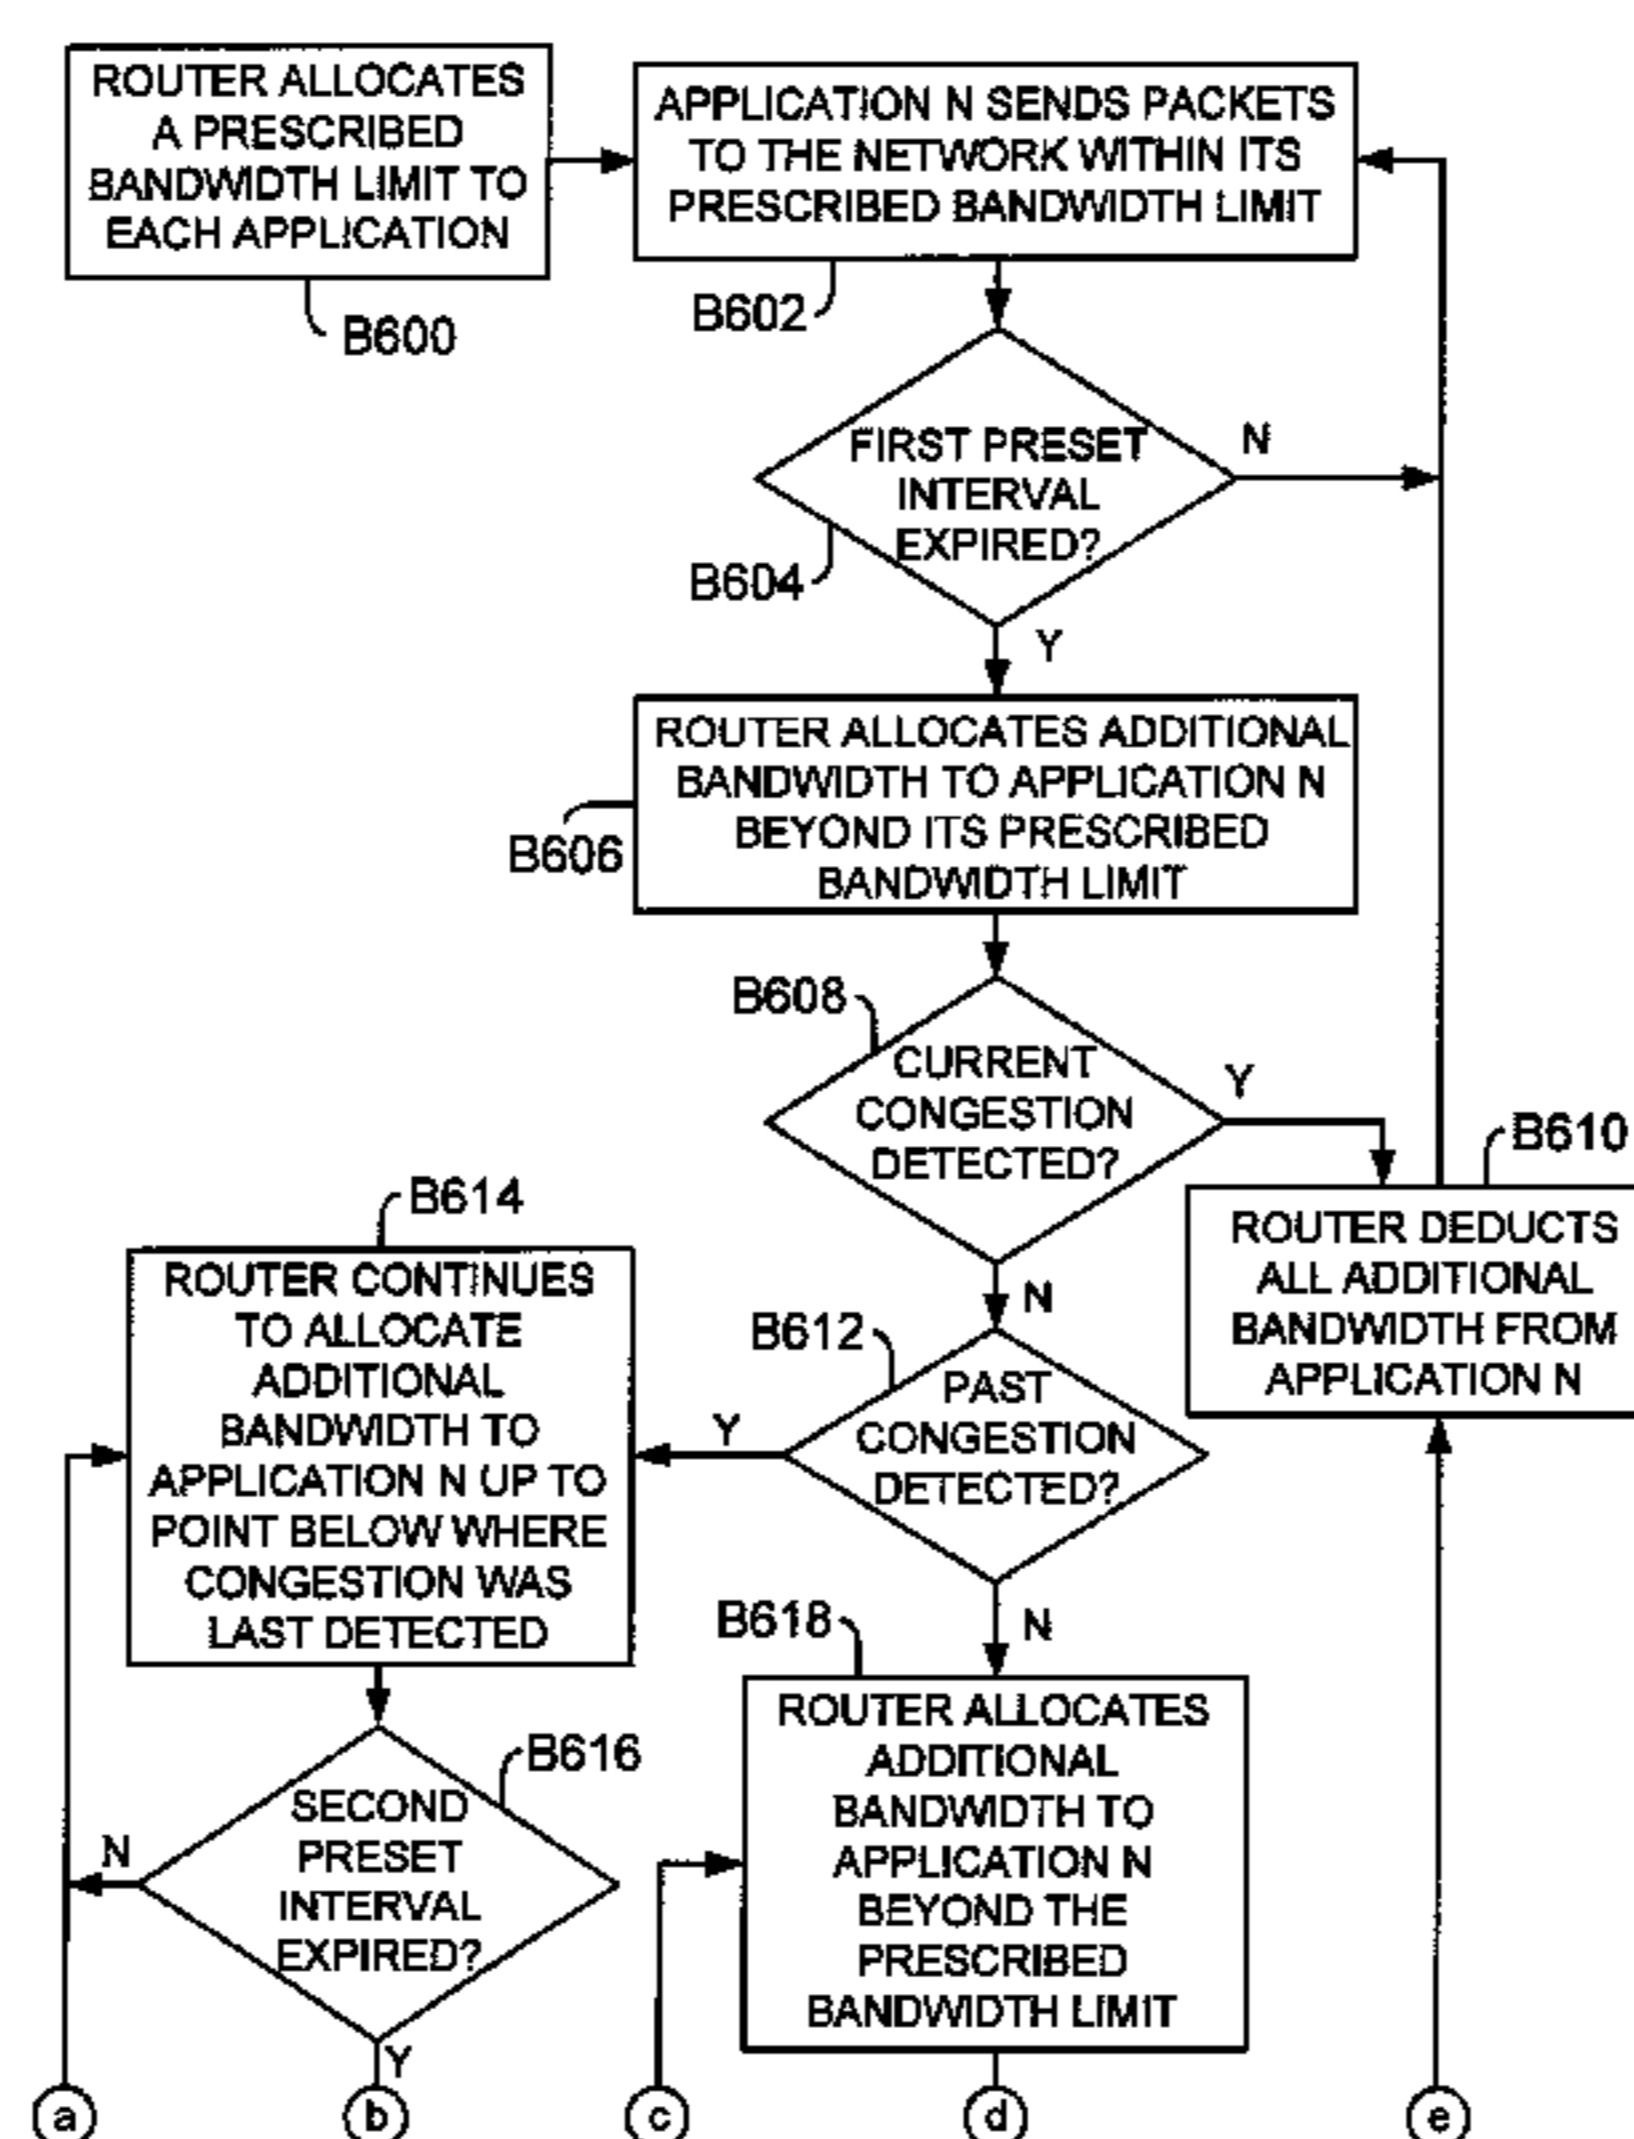 ROUTER ALLOCATES
A PRESCRIBED
BANDWIDTH LIMIT TO
EACH APPLICATION
B600
APPLICATION N SENDS PACKETS
TO THE NETWORK WITHIN ITS
PRESCRIBED BANDWIDTH LIMIT
B602
FIRST PRESET
INTERVAL
EXPIRED?
N
B604
Y
ROUTER ALLOCATES ADDITIONAL
BANDWIDTH TO APPLICATION N
BEYOND ITS PRESCRIBED
BANDWIDTH LIMIT
B606
B608
CURRENT
CONGESTION
DETECTED?
Y
N
B610
ROUTER DEDUCTS
ALL ADDITIONAL
BANDWIDTH FROM
APPLICATION N
B612
PAST
CONGESTION
DETECTED?
Y
N
B614
ROUTER CONTINUES
TO ALLOCATE
ADDITIONAL
BANDWIDTH TO
APPLICATION N UP TO
POINT BELOW WHERE
CONGESTION WAS
LAST DETECTED
B616
SECOND
PRESET
INTERVAL
EXPIRED?
N
Y
B618
ROUTER ALLOCATES
ADDITIONAL
BANDWIDTH TO
APPLICATION N
BEYOND THE
PRESCRIBED
BANDWIDTH LIMIT
a
b
c
d
e